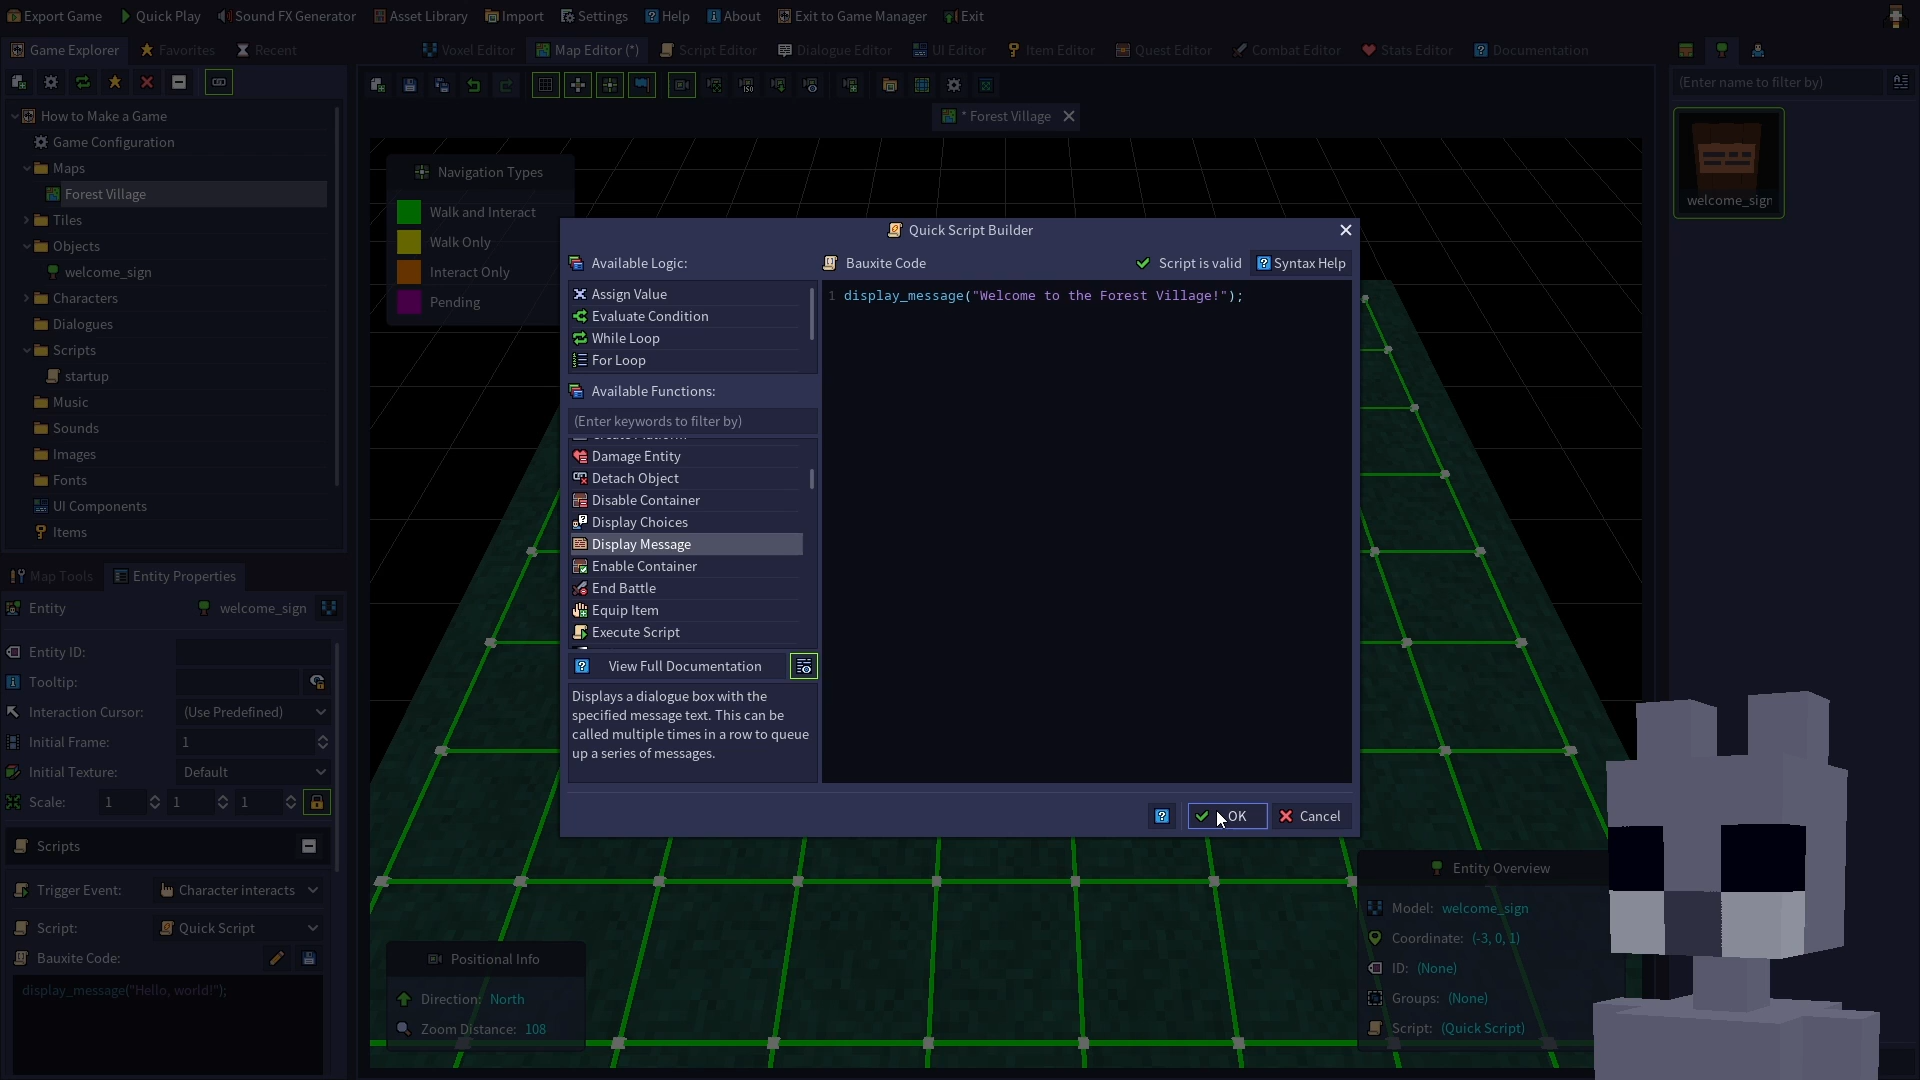 Export Game
Quick Play
Sound FX Generator
Asset Library
Import
Settings
Help
About
Exit to Game Manager
Exit
Game Explorer
Favorites
Recent
Voxel Editor
Map Editor (*)
Script Editor
Dialogue Editor
UI Editor
Item Editor
Quest Editor
Combat Editor
Stats Editor
Documentation
(Enter name to filter by)
* Forest Village
How to Make a Game
Game Configuration
Maps
Forest Village
Tiles
Objects
welcome_sign
Characters
Dialogues
Scripts
startup
Music
Sounds
Images
Fonts
UI Components
Items
Navigation Types
Walk and Interact
Walk Only
Interact Only
Pending
welcome_sign
Quick Script Builder
Available Logic:
Assign Value
Evaluate Condition
While Loop
For Loop
Available Functions:
(Enter keywords to filter by)
Damage Entity
Detach Object
Disable Container
Display Choices
Display Message
Enable Container
End Battle
Equip Item
Execute Script
View Full Documentation
Displays a dialogue box with the
specified message text. This can be
called multiple times in a row to queue
up a series of messages.
Bauxite Code
Script is valid
Syntax Help
1 display_message("Welcome to the Forest Village!");
OK
Cancel
Map Tools
Entity Properties
Entity
welcome_sign
Entity ID:
Tooltip:
Interaction Cursor: (Use Predefined)
Initial Frame: 1
Initial Texture: Default
Scale: 1 1 1
Scripts
Trigger Event: Character interacts
Script: Quick Script
Bauxite Code:
display_message("Hello, world!");
Positional Info
Direction: North
Zoom Distance: 108
Entity Overview
Model: welcome_sign
Coordinate: (-3, 0, 1)
ID: (None)
Groups: (None)
Script: (Quick Script)